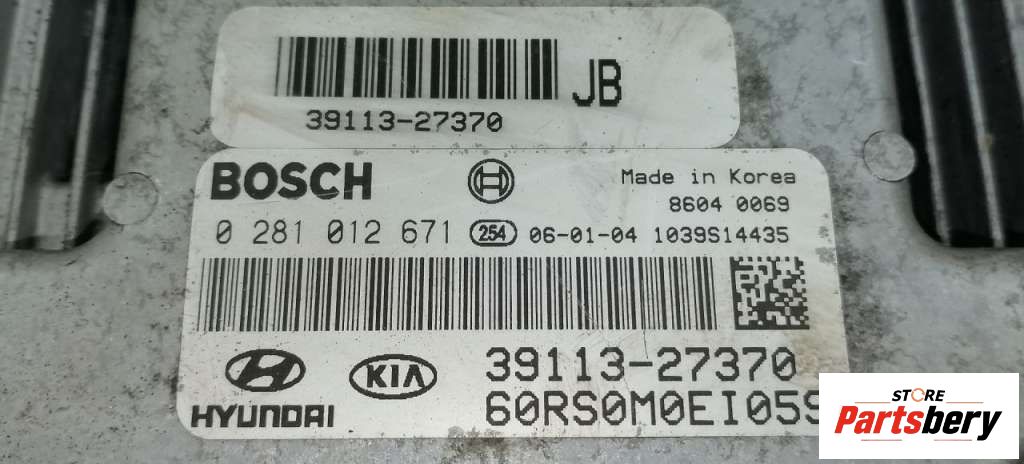 JB
39113-27370
BOSCH
Made in Korea
8604 0069
0 281 012 671 254 06-01-04 1039S14435
HYUNDAI
KIA
39113-27370
60RS0M0EI05S
STORE
Partsbery